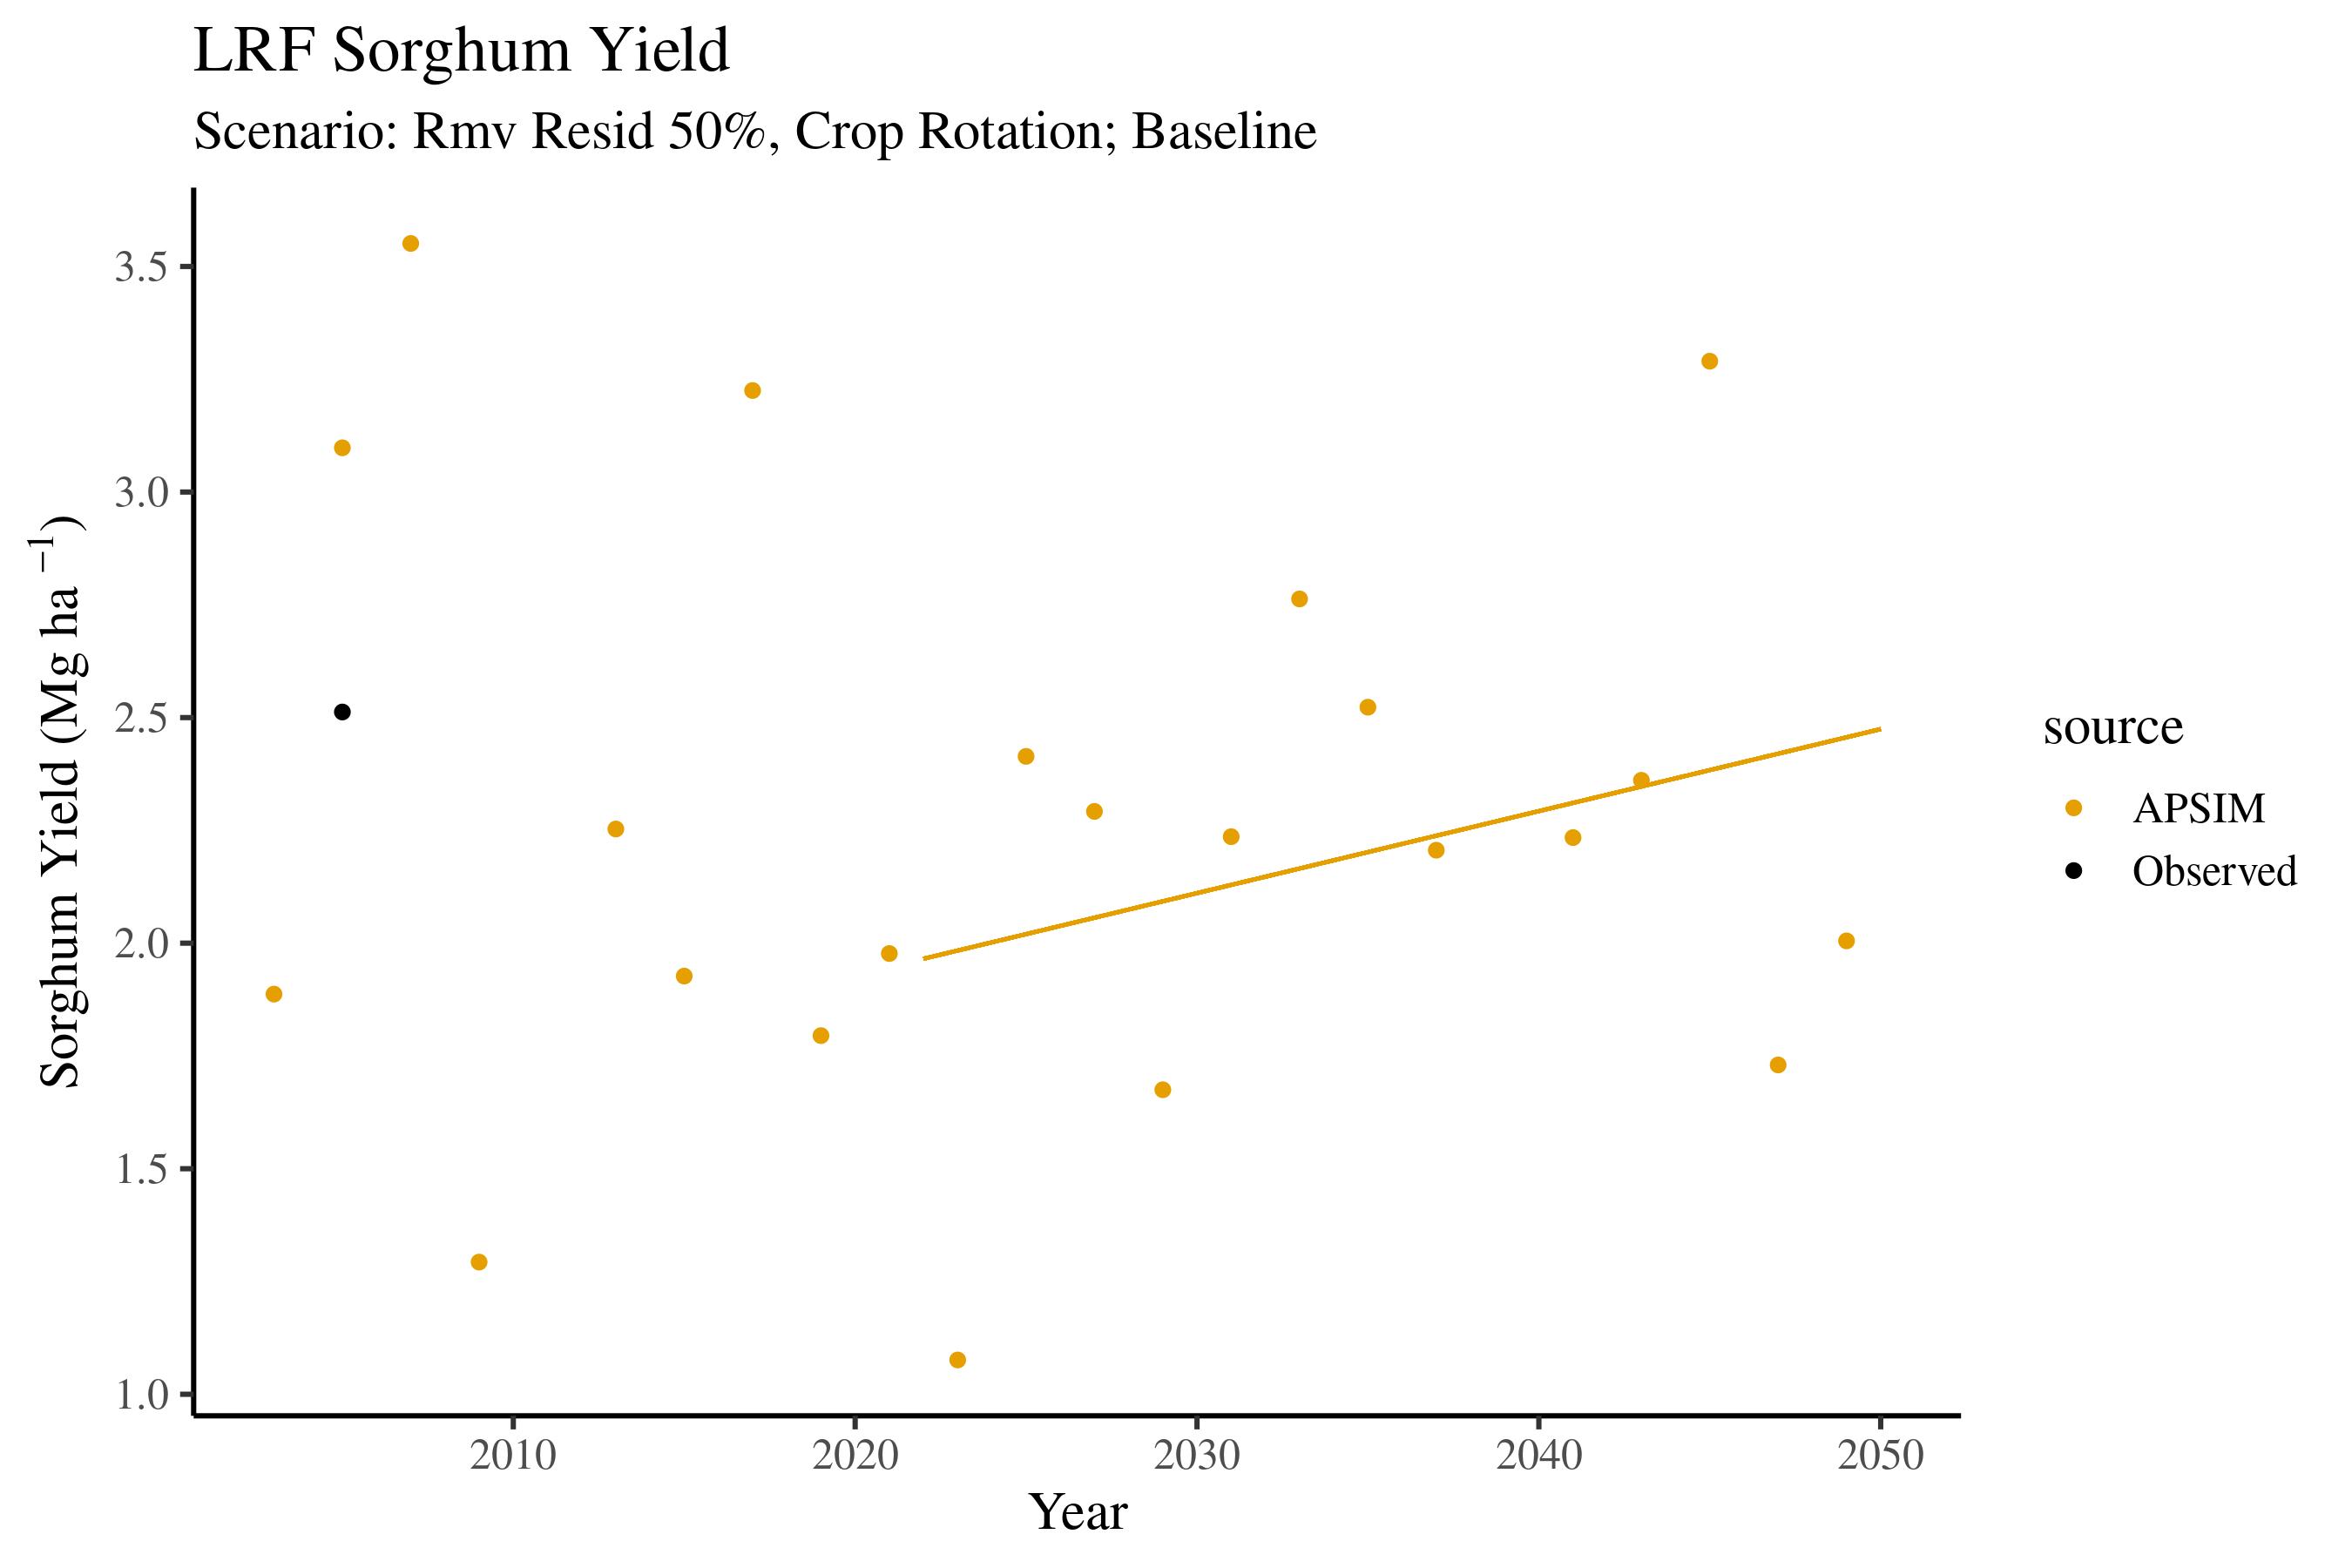 LRF Sorghum Yield
Scenario: Rmv Resid 50%, Crop Rotation; Baseline
Sorghum Yield (Mg ha −1)
3.5
3.0
2.5
2.0
1.5
1.0
2010 2020 2030 2040 2050
Year
source
APSIM
Observed